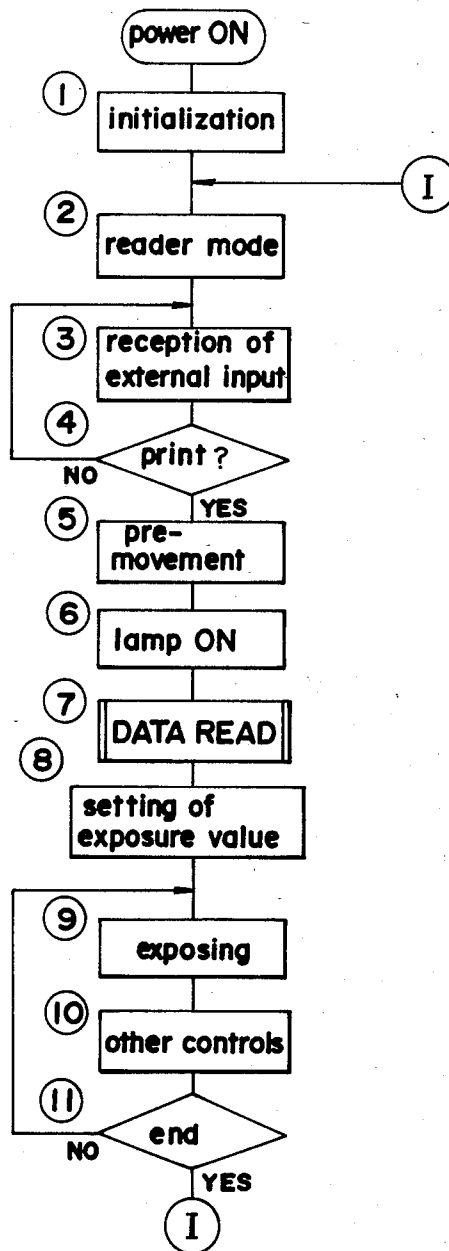 power ON
1
initialization
I
2
reader mode
3
reception of
external input
4
print?
NO
YES
5
pre-
movement
6
lamp ON
7
DATA READ
8
setting of
exposure value
9
exposing
10
other controls
11
end
NO
YES
I